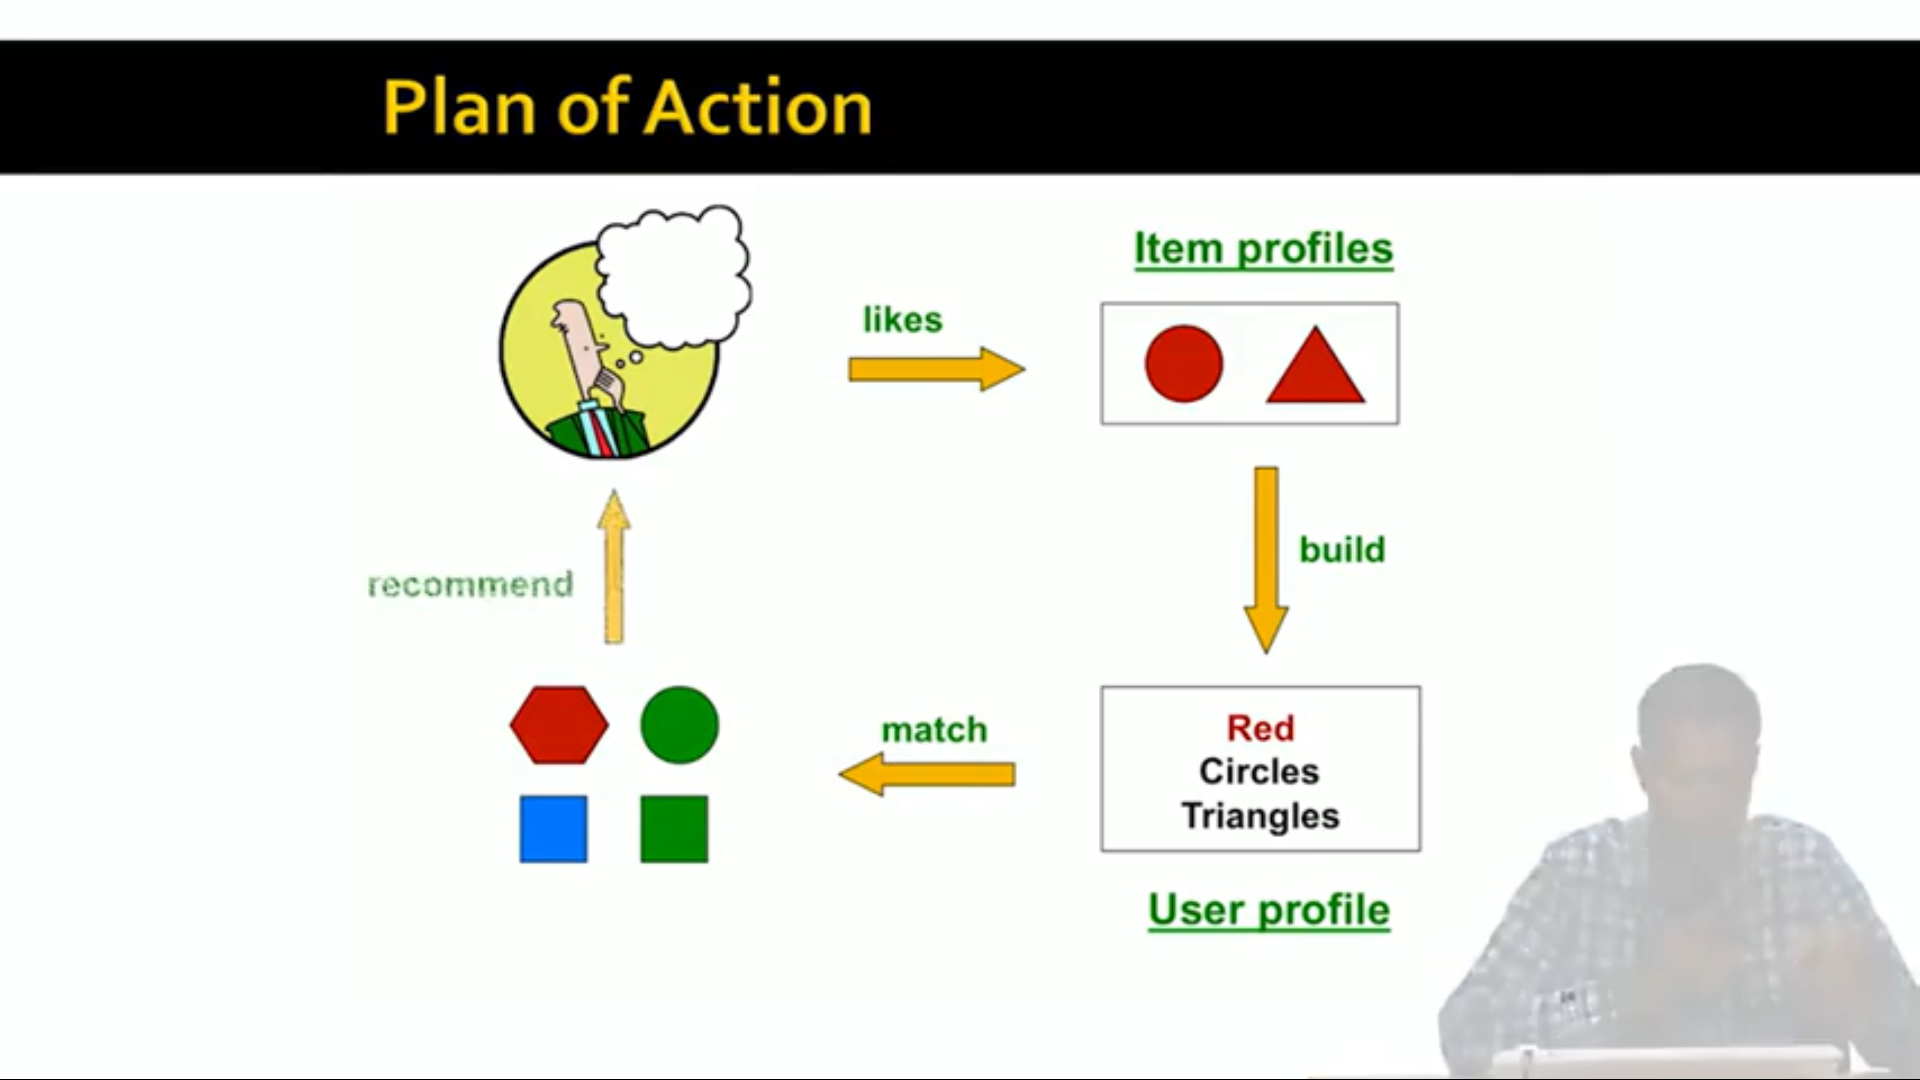 Plan of Action
Item profiles
likes
build
recommend
match
Red
Circles
Triangles
User profile